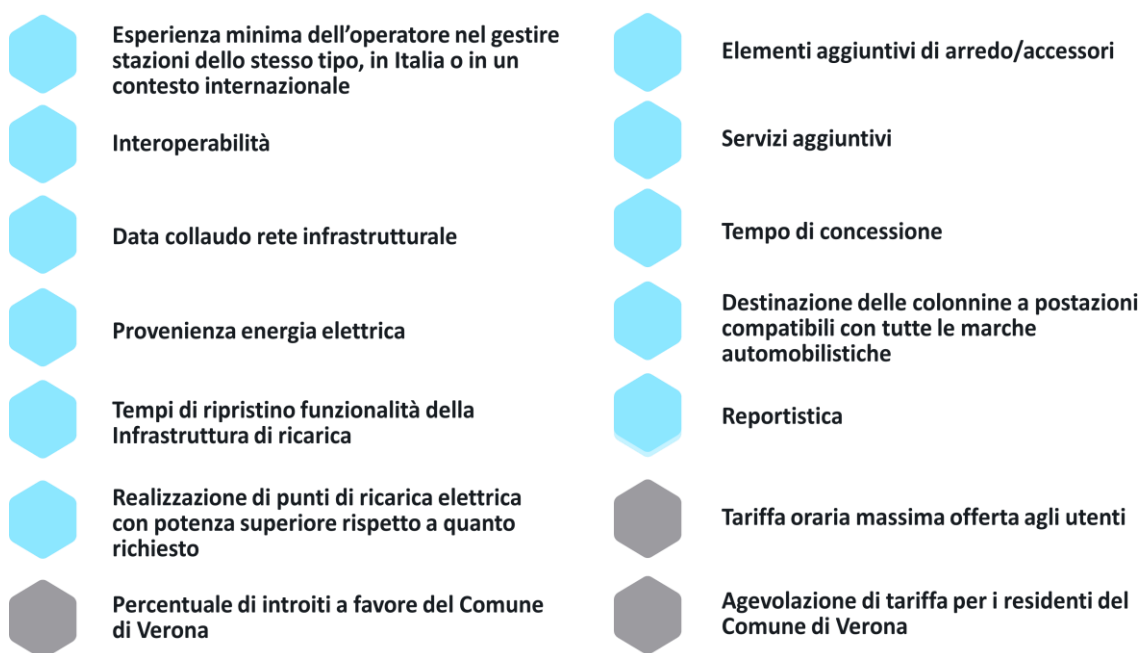 Esperienza minima dell’operatore nel gestire
stazioni dello stesso tipo, in Italia o in un
contesto internazionale
Interoperabilità
Data collaudo rete infrastrutturale
Provenienza energia elettrica
Tempi di ripristino funzionalità della
Infrastruttura di ricarica
Realizzazione di punti di ricarica elettrica
con potenza superiore rispetto a quanto
richiesto
Percentuale di introiti a favore del Comune
di Verona
Elementi aggiuntivi di arredo/accessori
Servizi aggiuntivi
Tempo di concessione
Destinazione delle colonnine a postazioni
compatibili con tutte le marche
automobilistiche
Reportistica
Tariffa oraria massima offerta agli utenti
Agevolazione di tariffa per i residenti del
Comune di Verona